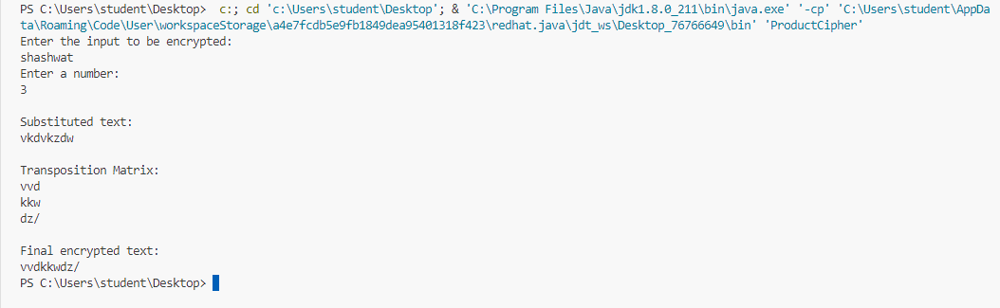 PS C:\Users\student\Desktop>  c:; cd 'c:\Users\student\Desktop'; & 'C:\Program Files\Java\jdk1.8.0_211\bin\java.exe' '-cp' 'C:\Users\student\AppDa
ta\Roaming\Code\User\workspaceStorage\a4e7fcdb5e9fb1849dea95401318f423\redhat.java\jdt_ws\Desktop_76766649\bin' 'ProductCipher'
Enter the input to be encrypted:
shashwat
Enter a number:
3
Substituted text:
vkdvkzdw
Transposition Matrix:
vvd
kkw
dz/
Final encrypted text:
vvdkkwdz/
PS C:\Users\student\Desktop>